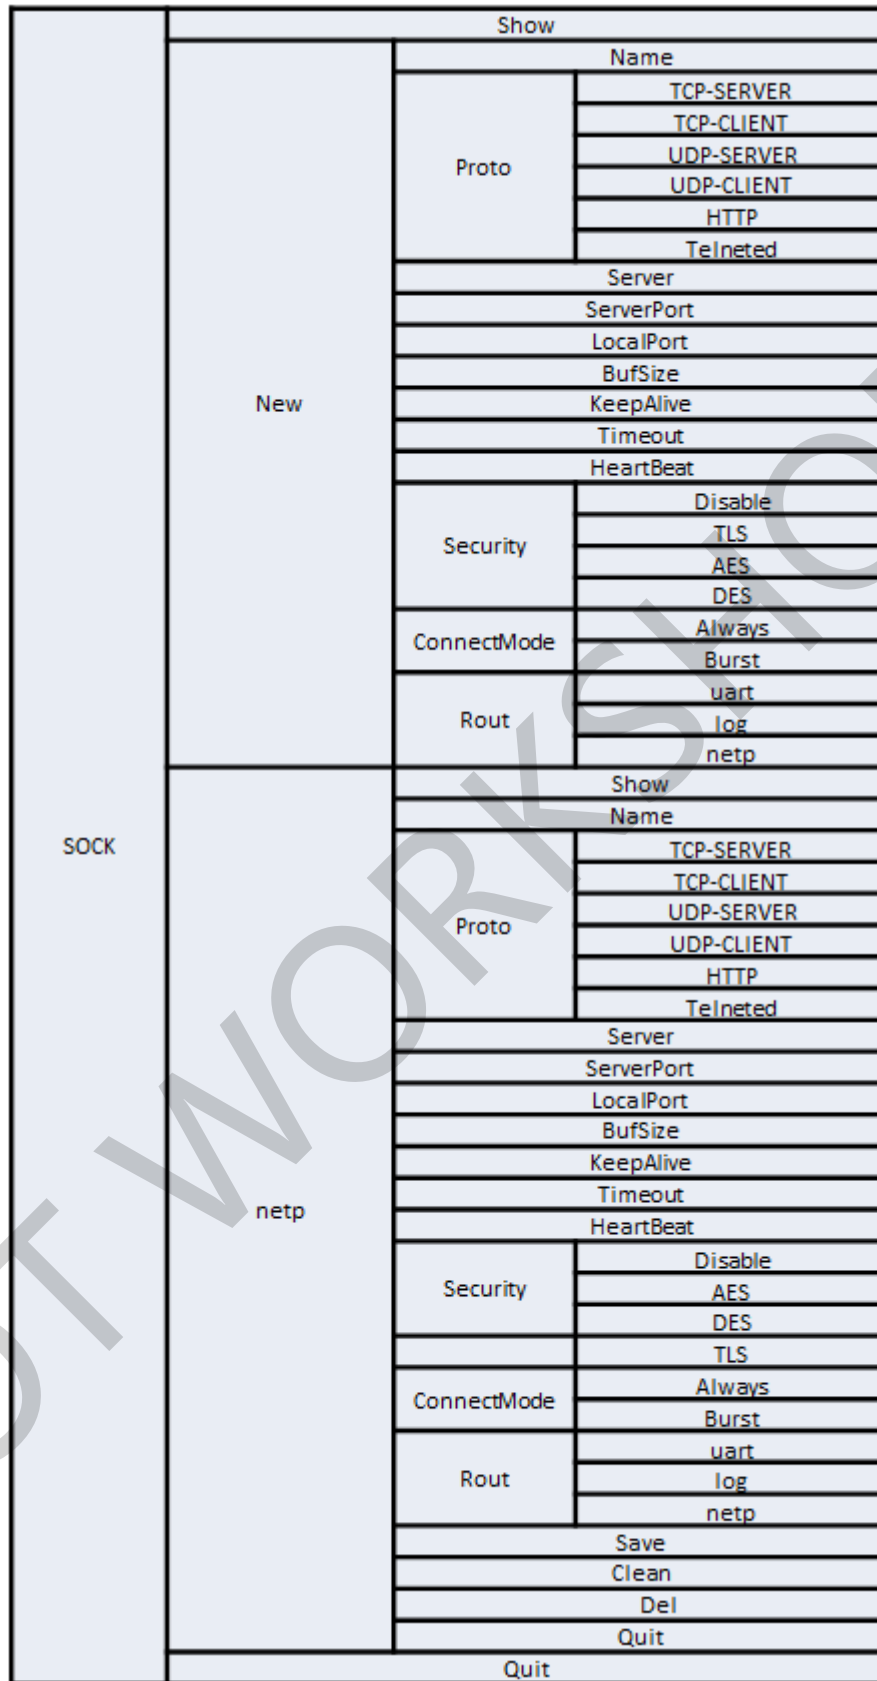 SOCK
Show
New
Name
Proto
TCP-SERVER
TCP-CLIENT
UDP-SERVER
UDP-CLIENT
HTTP
Telneted
Server
ServerPort
LocalPort
BufSize
KeepAlive
Timeout
HeartBeat
Security
Disable
TLS
AES
DES
ConnectMode
Always
Burst
Rout
uart
log
netp
netp
Show
Name
Proto
TCP-SERVER
TCP-CLIENT
UDP-SERVER
UDP-CLIENT
HTTP
Telneted
Server
ServerPort
LocalPort
BufSize
KeepAlive
Timeout
HeartBeat
Security
Disable
AES
DES
TLS
ConnectMode
Always
Burst
Rout
uart
log
netp
Save
Clean
Del
Quit
Quit
WORKSHO